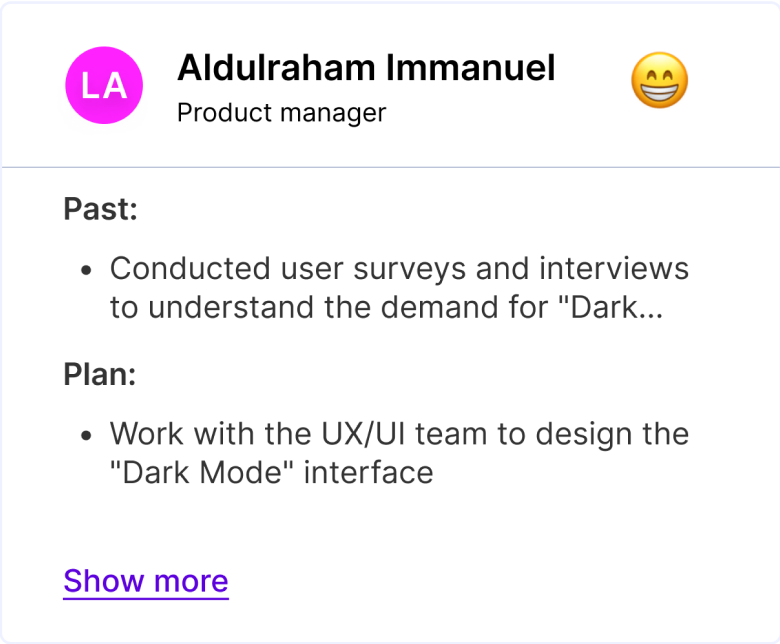 LA
Aldulraham Immanuel
Product manager
Past:
• Conducted user surveys and interviews
to understand the demand for "Dark...
Plan:
• Work with the UX/UI team to design the
"Dark Mode" interface
Show more